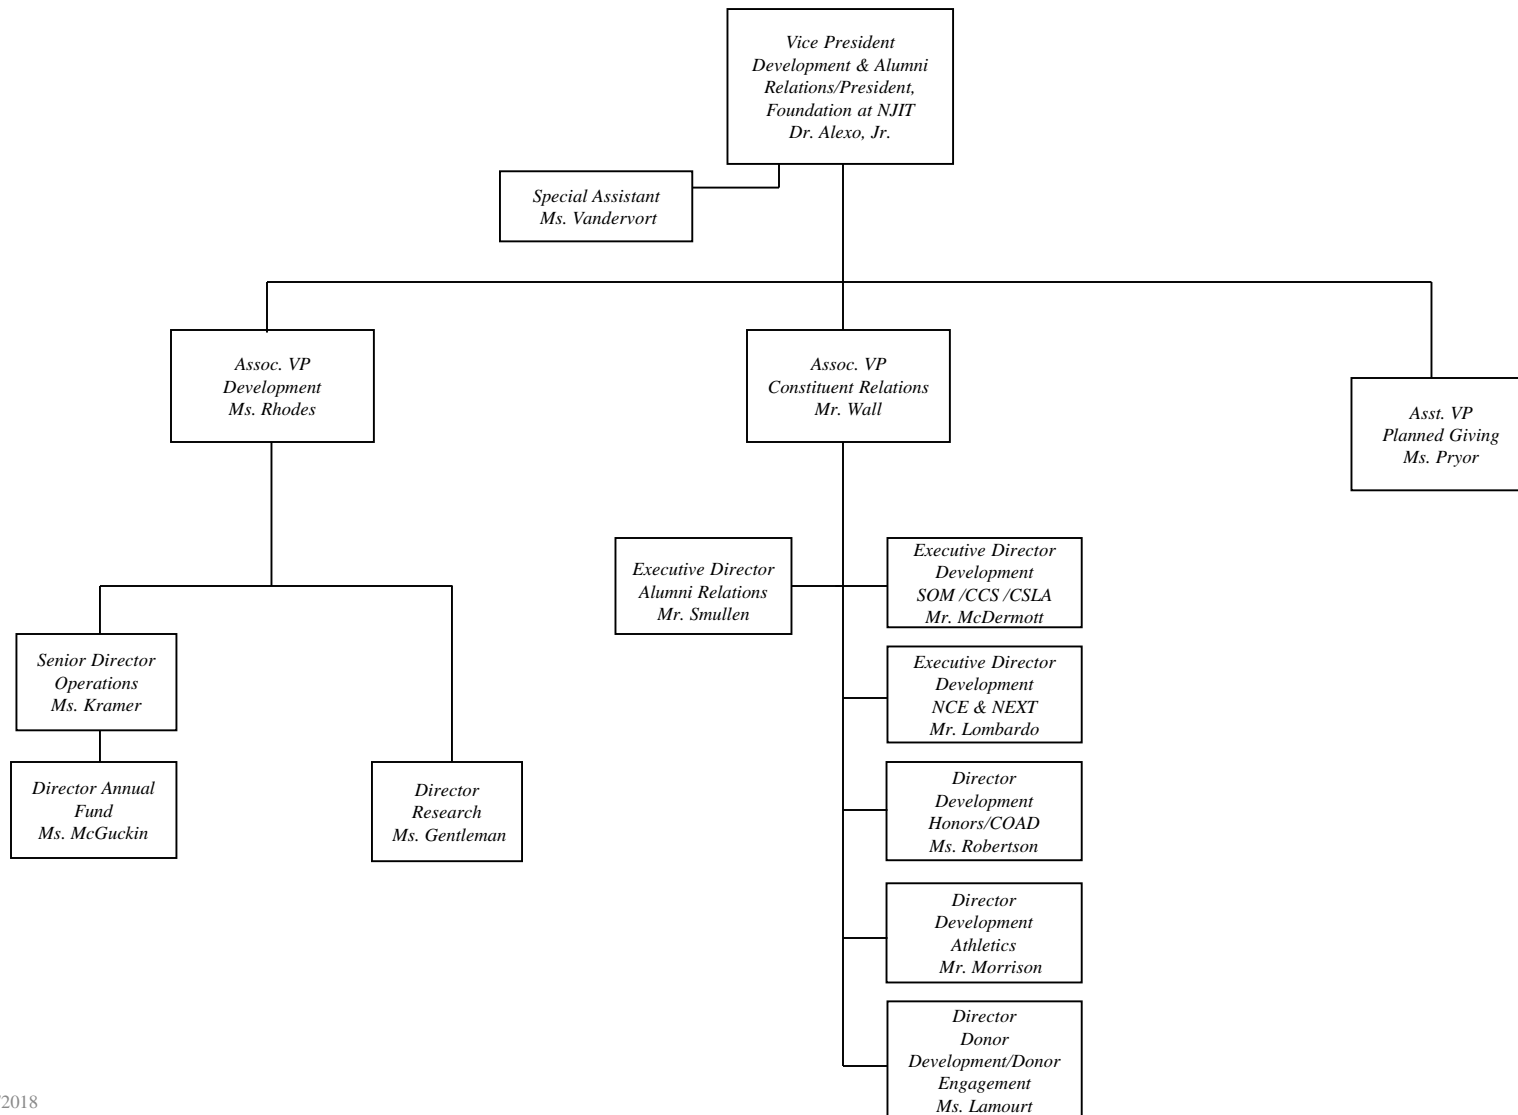 Vice President
Development & Alumni
Relations/President,
Foundation at NJIT
Dr. Alexo, Jr.
Special Assistant
Ms. Vandervort
Assoc. VP
Development
Ms. Rhodes
Assoc. VP
Constituent Relations
Mr. Wall
Asst. VP
Planned Giving
Ms. Pryor
Executive Director
Alumni Relations
Mr. Smullen
Executive Director
Development
SOM /CCS /CSLA
Mr. McDermott
Senior Director
Operations
Ms. Kramer
Executive Director
Development
NCE & NEXT
Mr. Lombardo
Director Annual
Fund
Ms. McGuckin
Director
Research
Ms. Gentleman
Director
Development
Honors/COAD
Ms. Robertson
Director
Development
Athletics
Mr. Morrison
Director
Donor
Development/Donor
Engagement
Ms. Lamourt
2018